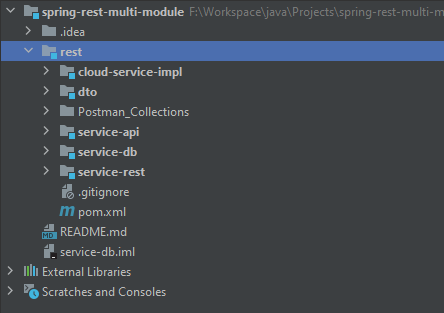 spring-rest-multi-module F:\Workspace\java\Projects\spring-rest-multi-m
.idea
rest
cloud-service-impl
dto
Postman_Collections
service-api
service-db
service-rest
.gitignore
m pom.xml
MD README.md
service-db.iml
External Libraries
Scratches and Consoles